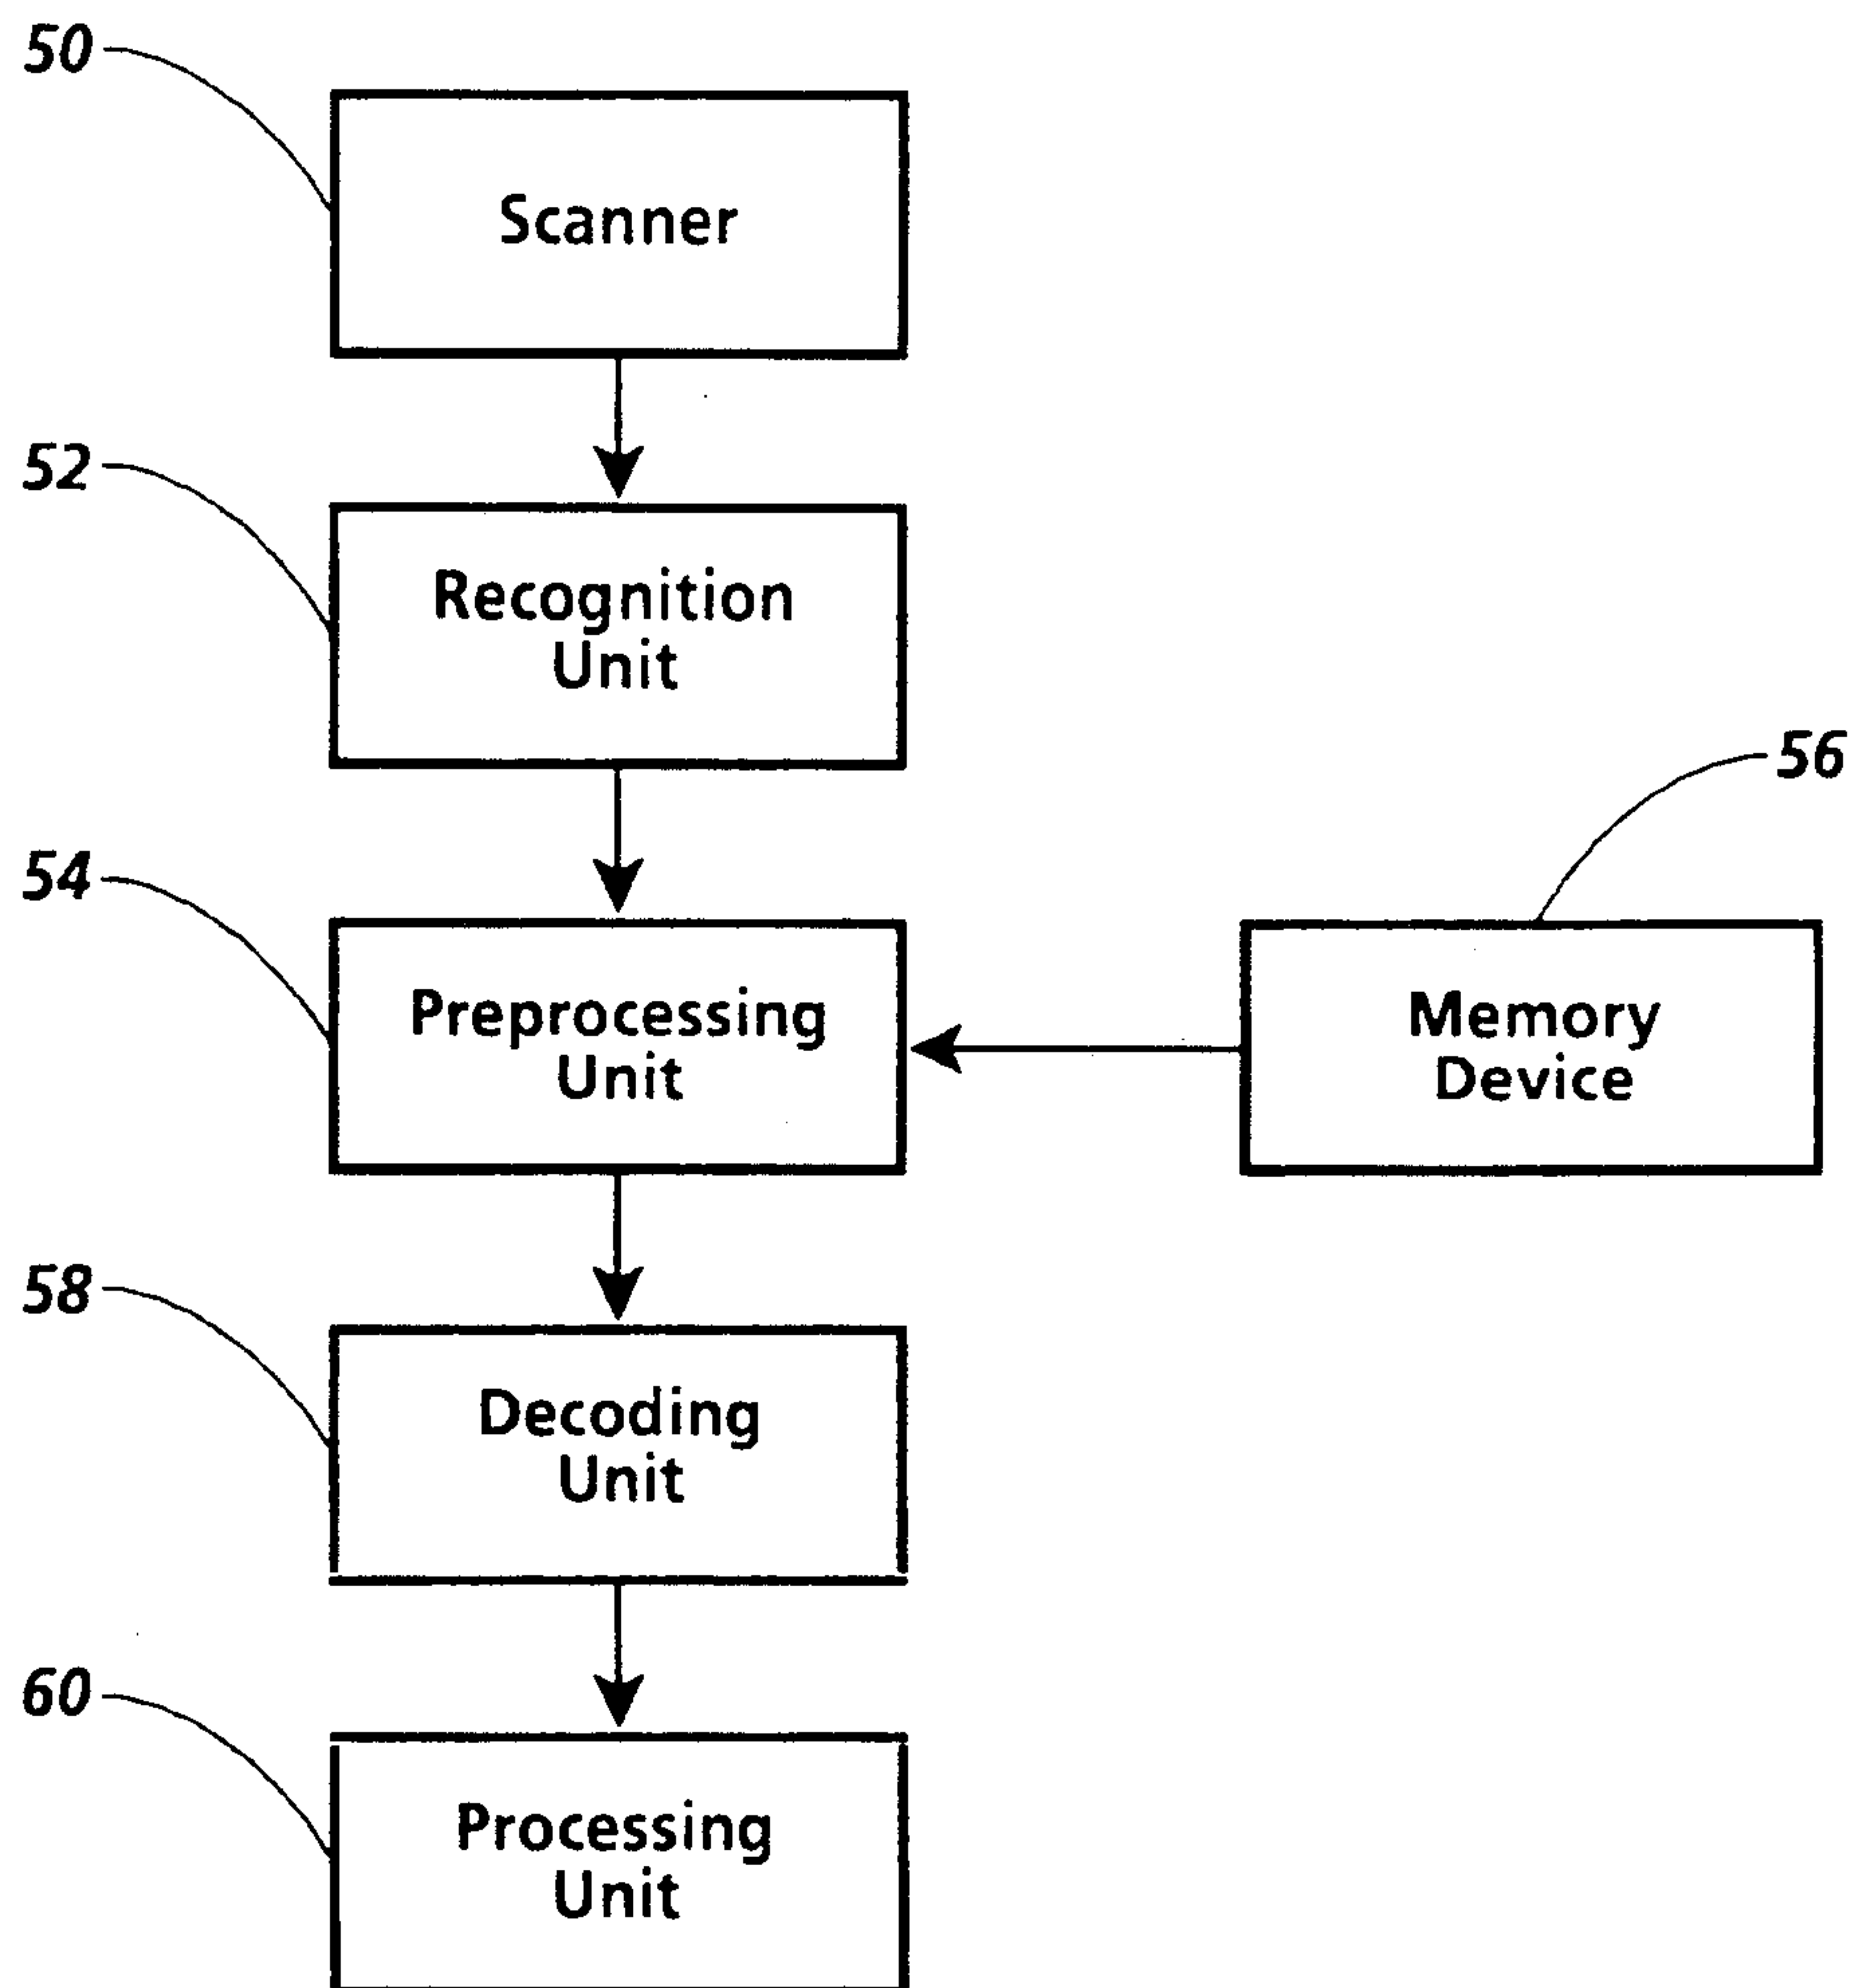 50
Scanner
52
Recognition
Unit
56
54
Preprocessing
Unit
Memory
Device
58
Decoding
Unit
60
Processing
Unit